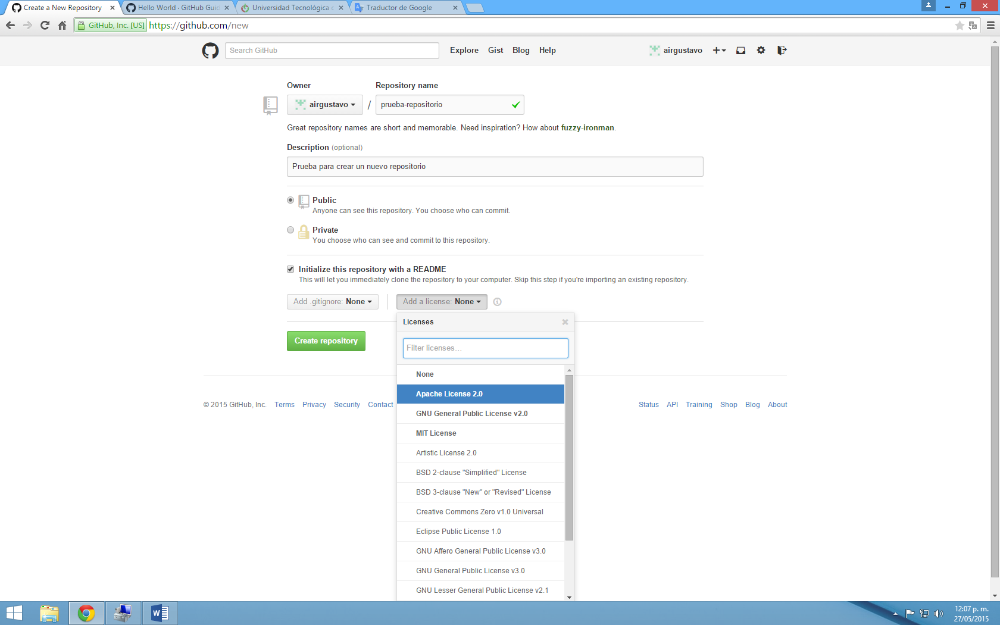 Create a New Repository
Hello World · GitHub Guid
Universidad Tecnológica
Traductor de Google
GitHub, Inc. [US] https://github.com/new
Search GitHub
Explore Gist Blog Help
airgustavo
Owner
Repository name
airgustavo / prueba-repositorio
Great repository names are short and memorable. Need inspiration? How about fuzzy-ironman.
Description (optional)
Prueba para crear un nuevo repositorio
Public
Anyone can see this repository. You choose who can commit.
Private
You choose who can see and commit to this repository.
Initialize this repository with a README
This will let you immediately clone the repository to your computer. Skip this step if you're importing an existing repository.
Add .gitignore: None
Add a license: None
Licenses
Create repository
Filter licenses...
None
Apache License 2.0
GNU General Public License v2.0
MIT License
Artistic License 2.0
BSD 2-clause "Simplified" License
BSD 3-clause "New" or "Revised" License
Creative Commons Zero v1.0 Universal
Eclipse Public License 1.0
GNU Affero General Public License v3.0
GNU General Public License v3.0
GNU Lesser General Public License v2.1
© 2015 GitHub, Inc. Terms Privacy Security Contact
Status API Training Shop Blog About
12:07 p. m.
27/05/2015